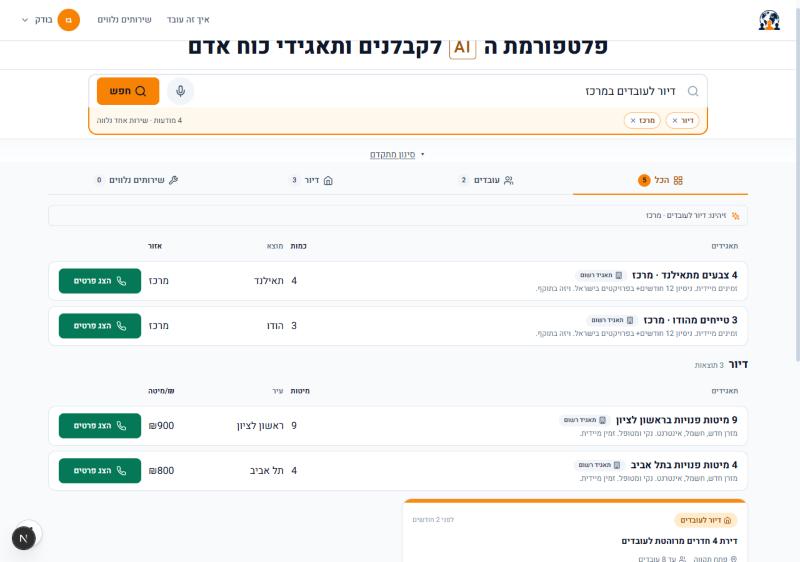 איך זה עובד
שירותים נלווים
בו
בודק
פלטפורמת ה AI לקבלנים ותאגידי כוח אדם
דיור לעובדים במרכז
חפש
דיור ×
מרכז ×
4 מודעות · שירות אחד נלווה
סינון מתקדם
הכל 5
עובדים 2
דיור 3
שירותים נלווים 0
זיהינו: דיור לעובדים · מרכז
תאגידים
כמות
מוצא
אזור
4 צבעים מתאילנד · מרכז
תאגיד רשום
זמינים מיידית. ניסיון 12 חודשים+ בפרויקטים בישראל. ויזה בתוקף.
4
תאילנד
מרכז
הצג פרטים
3 טייחים מהודו · מרכז
תאגיד רשום
זמינים מיידית. ניסיון 12 חודשים+ בפרויקטים בישראל. ויזה בתוקף.
3
הודו
מרכז
הצג פרטים
דיור 3 תוצאות
תאגידים
מיטות
עיר
₪/מיטה
9 מיטות פנויות בראשון לציון
תאגיד רשום
מזרן חדש, חשמל, אינטרנט. נקי ומטופל. זמין מיידית.
9
ראשון לציון
₪900
הצג פרטים
4 מיטות פנויות בתל אביב
תאגיד רשום
מזרן חדש, חשמל, אינטרנט. נקי ומטופל. זמין מיידית.
4
תל אביב
₪800
הצג פרטים
דיור לעובדים
לפני 2 חודשים
דירת 4 חדרים מרוהטת לעובדים
פתח תקווה
עד 8 עובדים
N